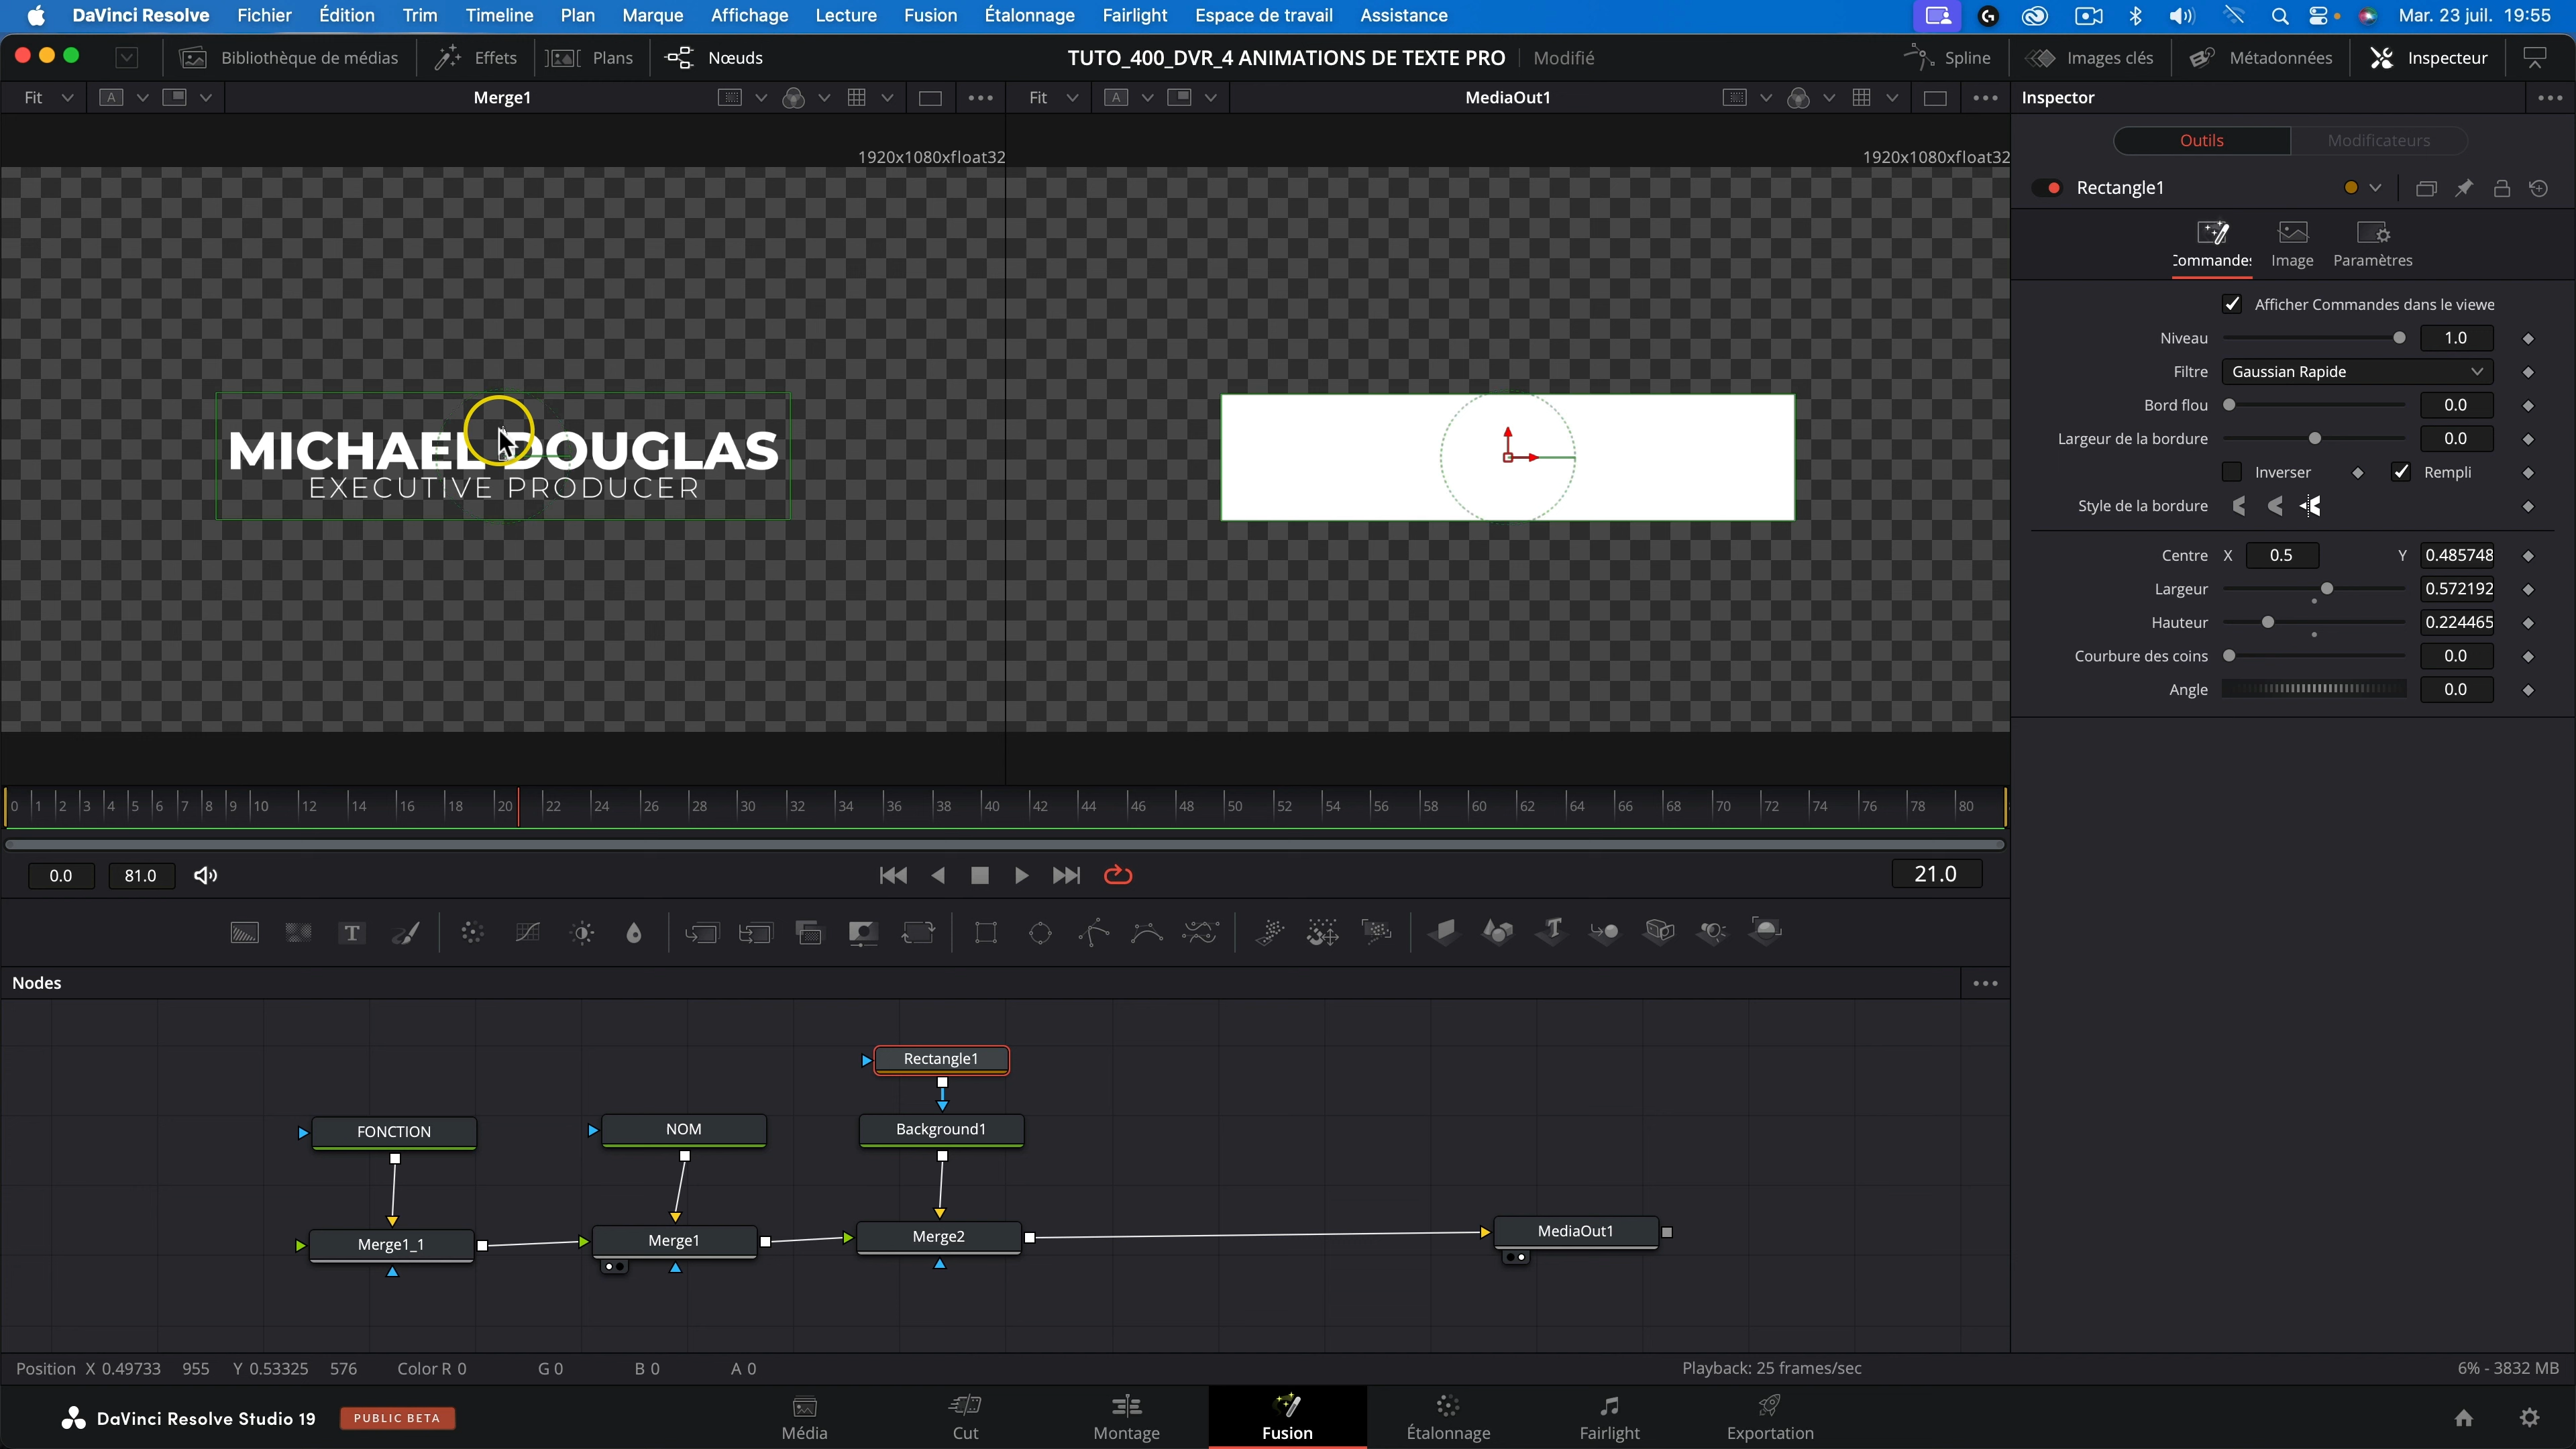 DaVinci Resolve Fichier Édition Trim Timeline Plan Marque Affichage Lecture Fusion Étalonnage Fairlight Espace de travail Assistance Mar. 23 juil. 19:55
Bibliothèque de médias Effets Plans Nœuds TUTO_400_DVR_4 ANIMATIONS DE TEXTE PRO Modifié Spline Images clés Métadonnées Inspecteur
Fit A Merge1 Fit A MediaOut1 Inspector
Outils Modificateurs
1920x1080xfloat32 1920x1080xfloat32
Rectangle1
Commandes Image Paramètres
Afficher Commandes dans le viewe
Niveau 1.0
Filtre Gaussian Rapide
Bord flou 0.0
Largeur de la bordure 0.0
MICHAEL DOUGLAS
Inverser Rempli
EXECUTIVE PRODUCER
Style de la bordure
Centre X 0.5 Y 0.485748
Largeur 0.572192
Hauteur 0.224465
Courbure des coins 0.0
Angle 0.0
0 1 2 3 4 5 6 7 8 9 10 12 14 16 18 20 22 24 26 28 30 32 34 36 38 40 42 44 46 48 50 52 54 56 58 60 62 64 66 68 70 72 74 76 78 80
0.0 81.0 21.0
T T
Nodes
Rectangle1
FONCTION NOM Background1
Merge1_1 Merge1 Merge2 MediaOut1
Position X 0.49733 955 Y 0.53325 576 Color R 0 G 0 B 0 A 0 Playback: 25 frames/sec 6% - 3832 MB
DaVinci Resolve Studio 19 PUBLIC BETA Média Cut Montage Fusion Étalonnage Fairlight Exportation